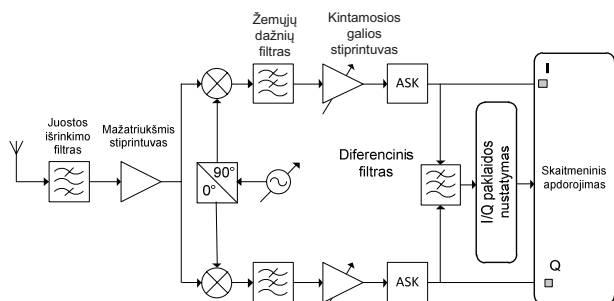 Žemųjų
dažnių
filtras
Kintamosios
galios
stiprintuvas
I
ASK
Juostos
išrinkimo
filtras
Mažatriukšmis
stiprintuvas
90°
0°
Diferencinis
filtras
I/Q paklaidos
nustatymas
Skaitmeninis
apdorojimas
Q
ASK